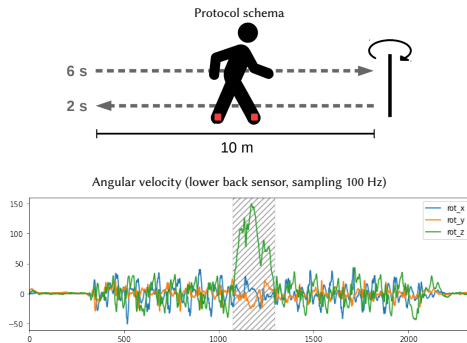 Protocol schema
6 s
2 s
10 m
Angular velocity (lower back sensor, sampling 100 Hz)
150
100
50
0
−50
rot_x
rot_y
rot_z
0
500
1000
1500
2000